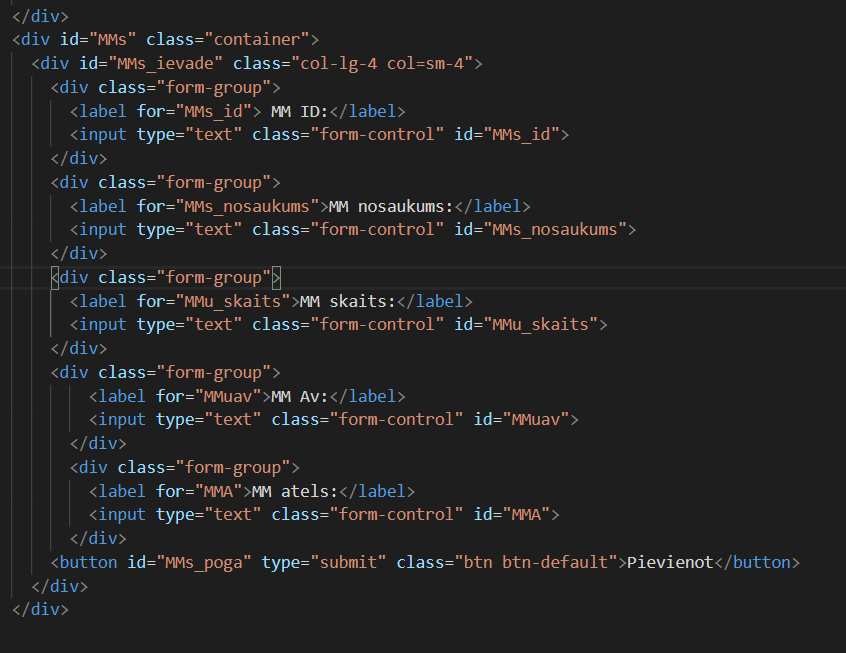 </div>
<div id="MMs" class="container">
<div id="MMs_ievade" class="col-lg-4 col=sm-4">
<div class="form-group">
<label for="MMs_id"> MM ID:</label>
<input type="text" class="form-control" id="MMs_id">
</div>
<div class="form-group">
<label for="MMs_nosaukums">MM nosaukums:</label>
<input type="text" class="form-control" id="MMs_nosaukums">
</div>
<div class="form-group">
<label for="MMu_skaits">MM skaits:</label>
<input type="text" class="form-control" id="MMu_skaits">
</div>
<div class="form-group">
<label for="MMuav">MM Av:</label>
<input type="text" class="form-control" id="MMuav">
</div>
<div class="form-group">
<label for="MMA">MM atels:</label>
<input type="text" class="form-control" id="MMA">
</div>
<button id="MMs_poga" type="submit" class="btn btn-default">Pievienot</button>
</div>
</div>